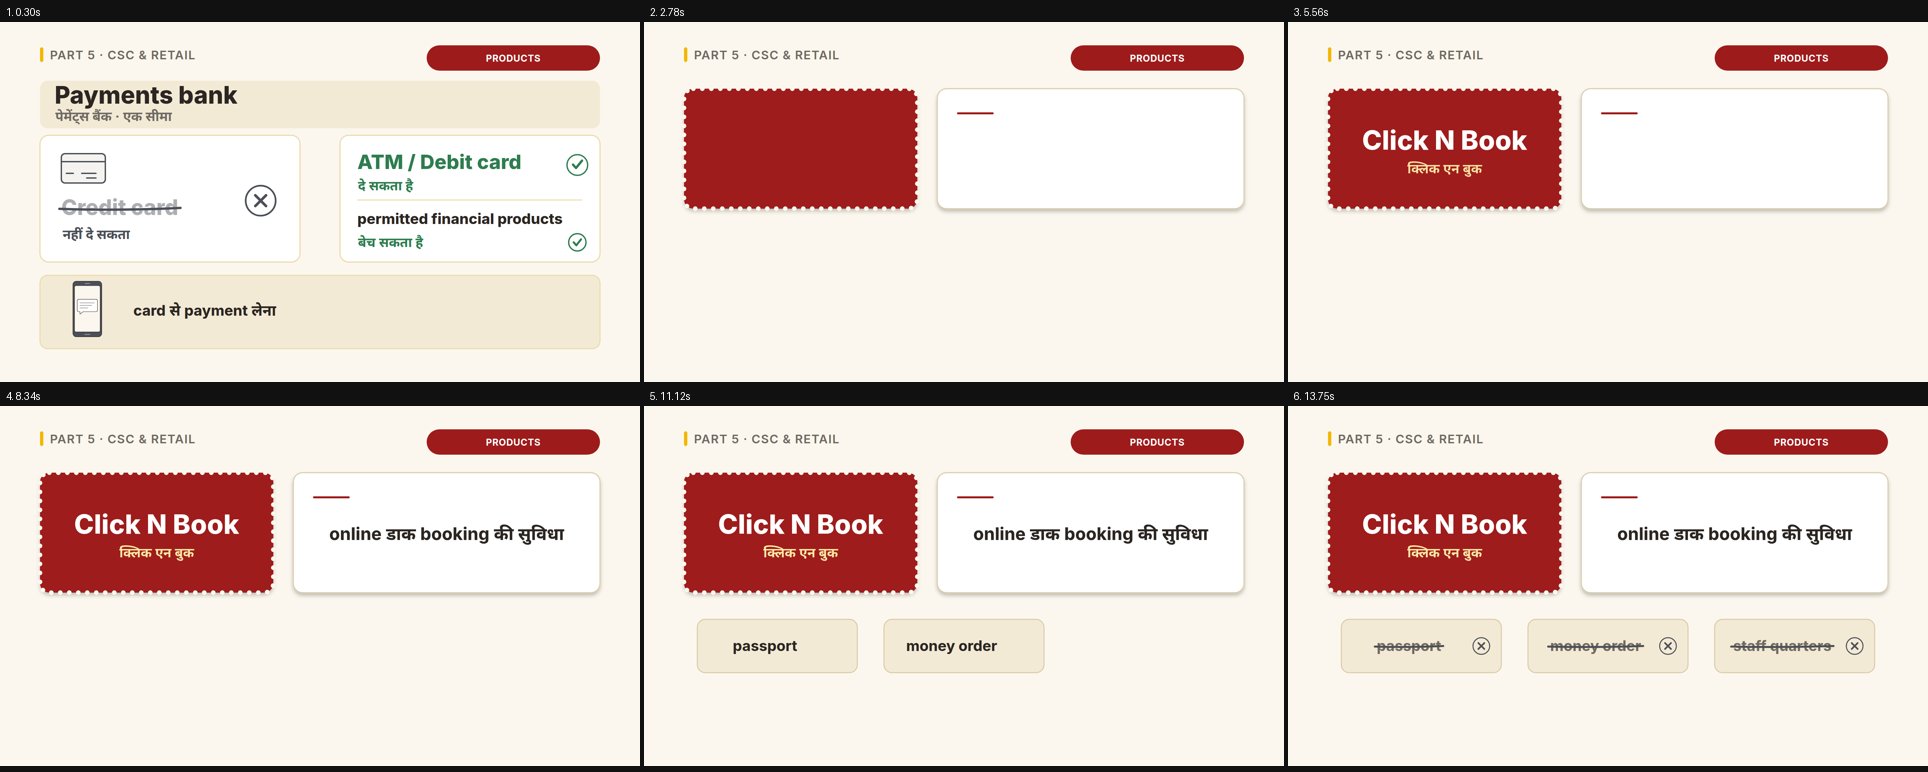 1. 0.30s
PART 5 · CSC & RETAIL
PRODUCTS
Payments bank
पेमेंट्स बैंक · एक सीमा
Credit card
नहीं दे सकता
ATM / Debit card
दे सकता है
permitted financial products
बेच सकता है
card से payment लेना
2. 2.78s
PART 5 · CSC & RETAIL
PRODUCTS
3. 5.56s
PART 5 · CSC & RETAIL
PRODUCTS
Click N Book
क्लिक एन बुक
4. 8.34s
PART 5 · CSC & RETAIL
PRODUCTS
Click N Book
क्लिक एन बुक
online डाक booking की सुविधा
5. 11.12s
PART 5 · CSC & RETAIL
PRODUCTS
Click N Book
क्लिक एन बुक
online डाक booking की सुविधा
passport
money order
6. 13.75s
PART 5 · CSC & RETAIL
PRODUCTS
Click N Book
क्लिक एन बुक
online डाक booking की सुविधा
passport
money order
staff quarters